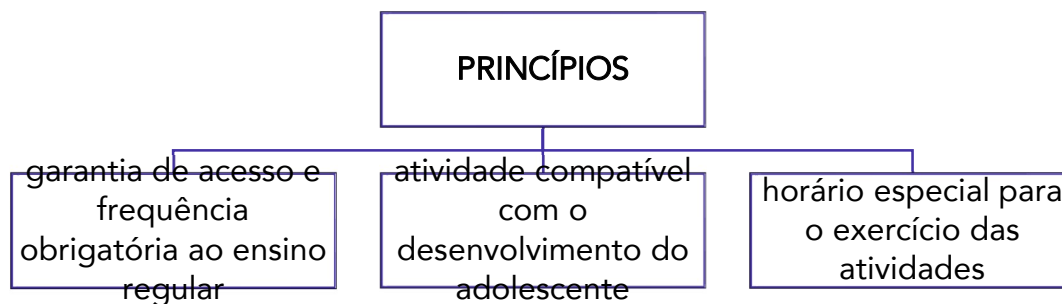 PRINCÍPIOS
garantia de acesso e
frequência
obrigatória ao ensino
regular
atividade compatível
com o
desenvolvimento do
adolescente
horário especial para
o exercício das
atividades